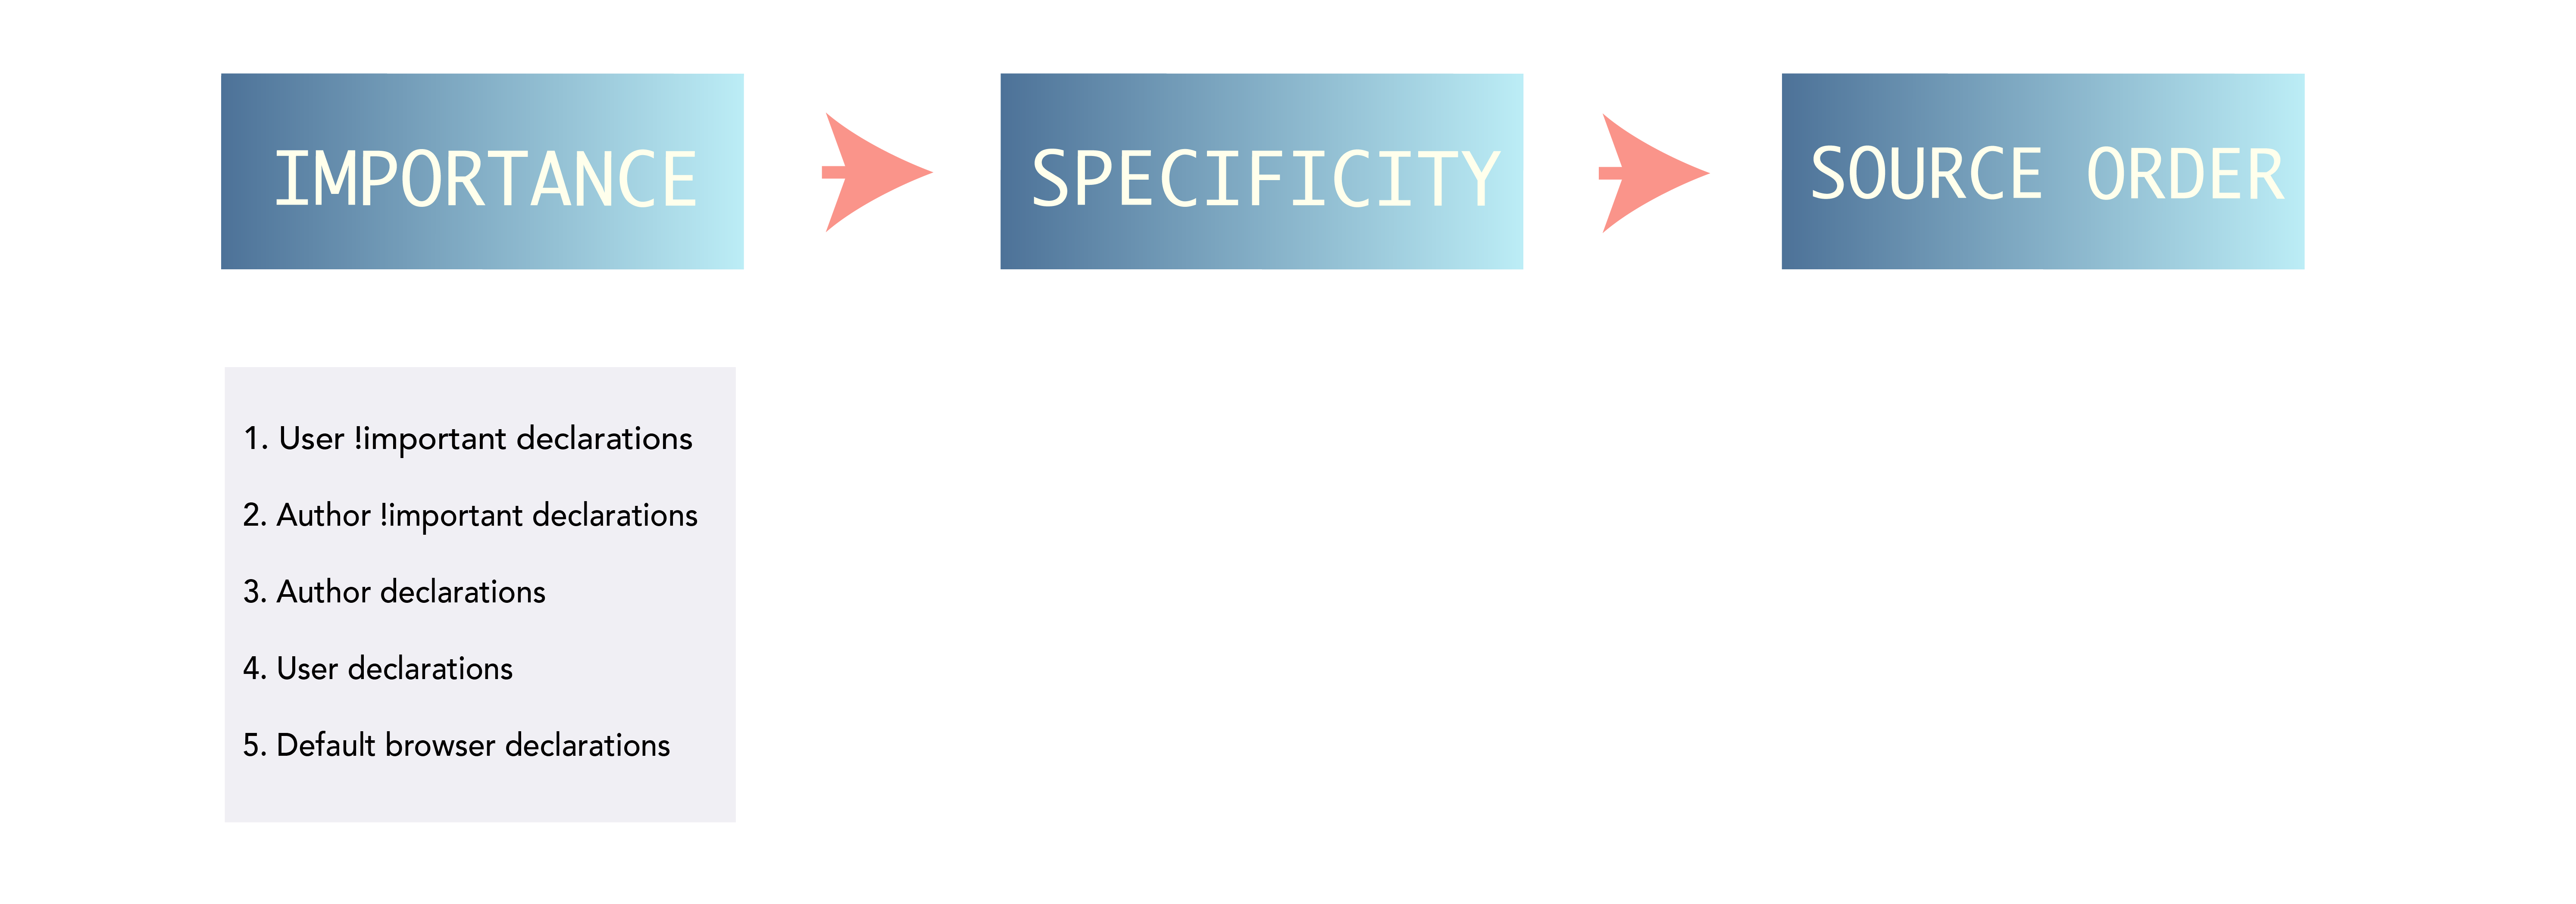 IMPORTANCE
SPECIFICITY
SOURCE ORDER
1. User !important declarations
2. Author !important declarations
3. Author declarations
4. User declarations
5. Default browser declarations